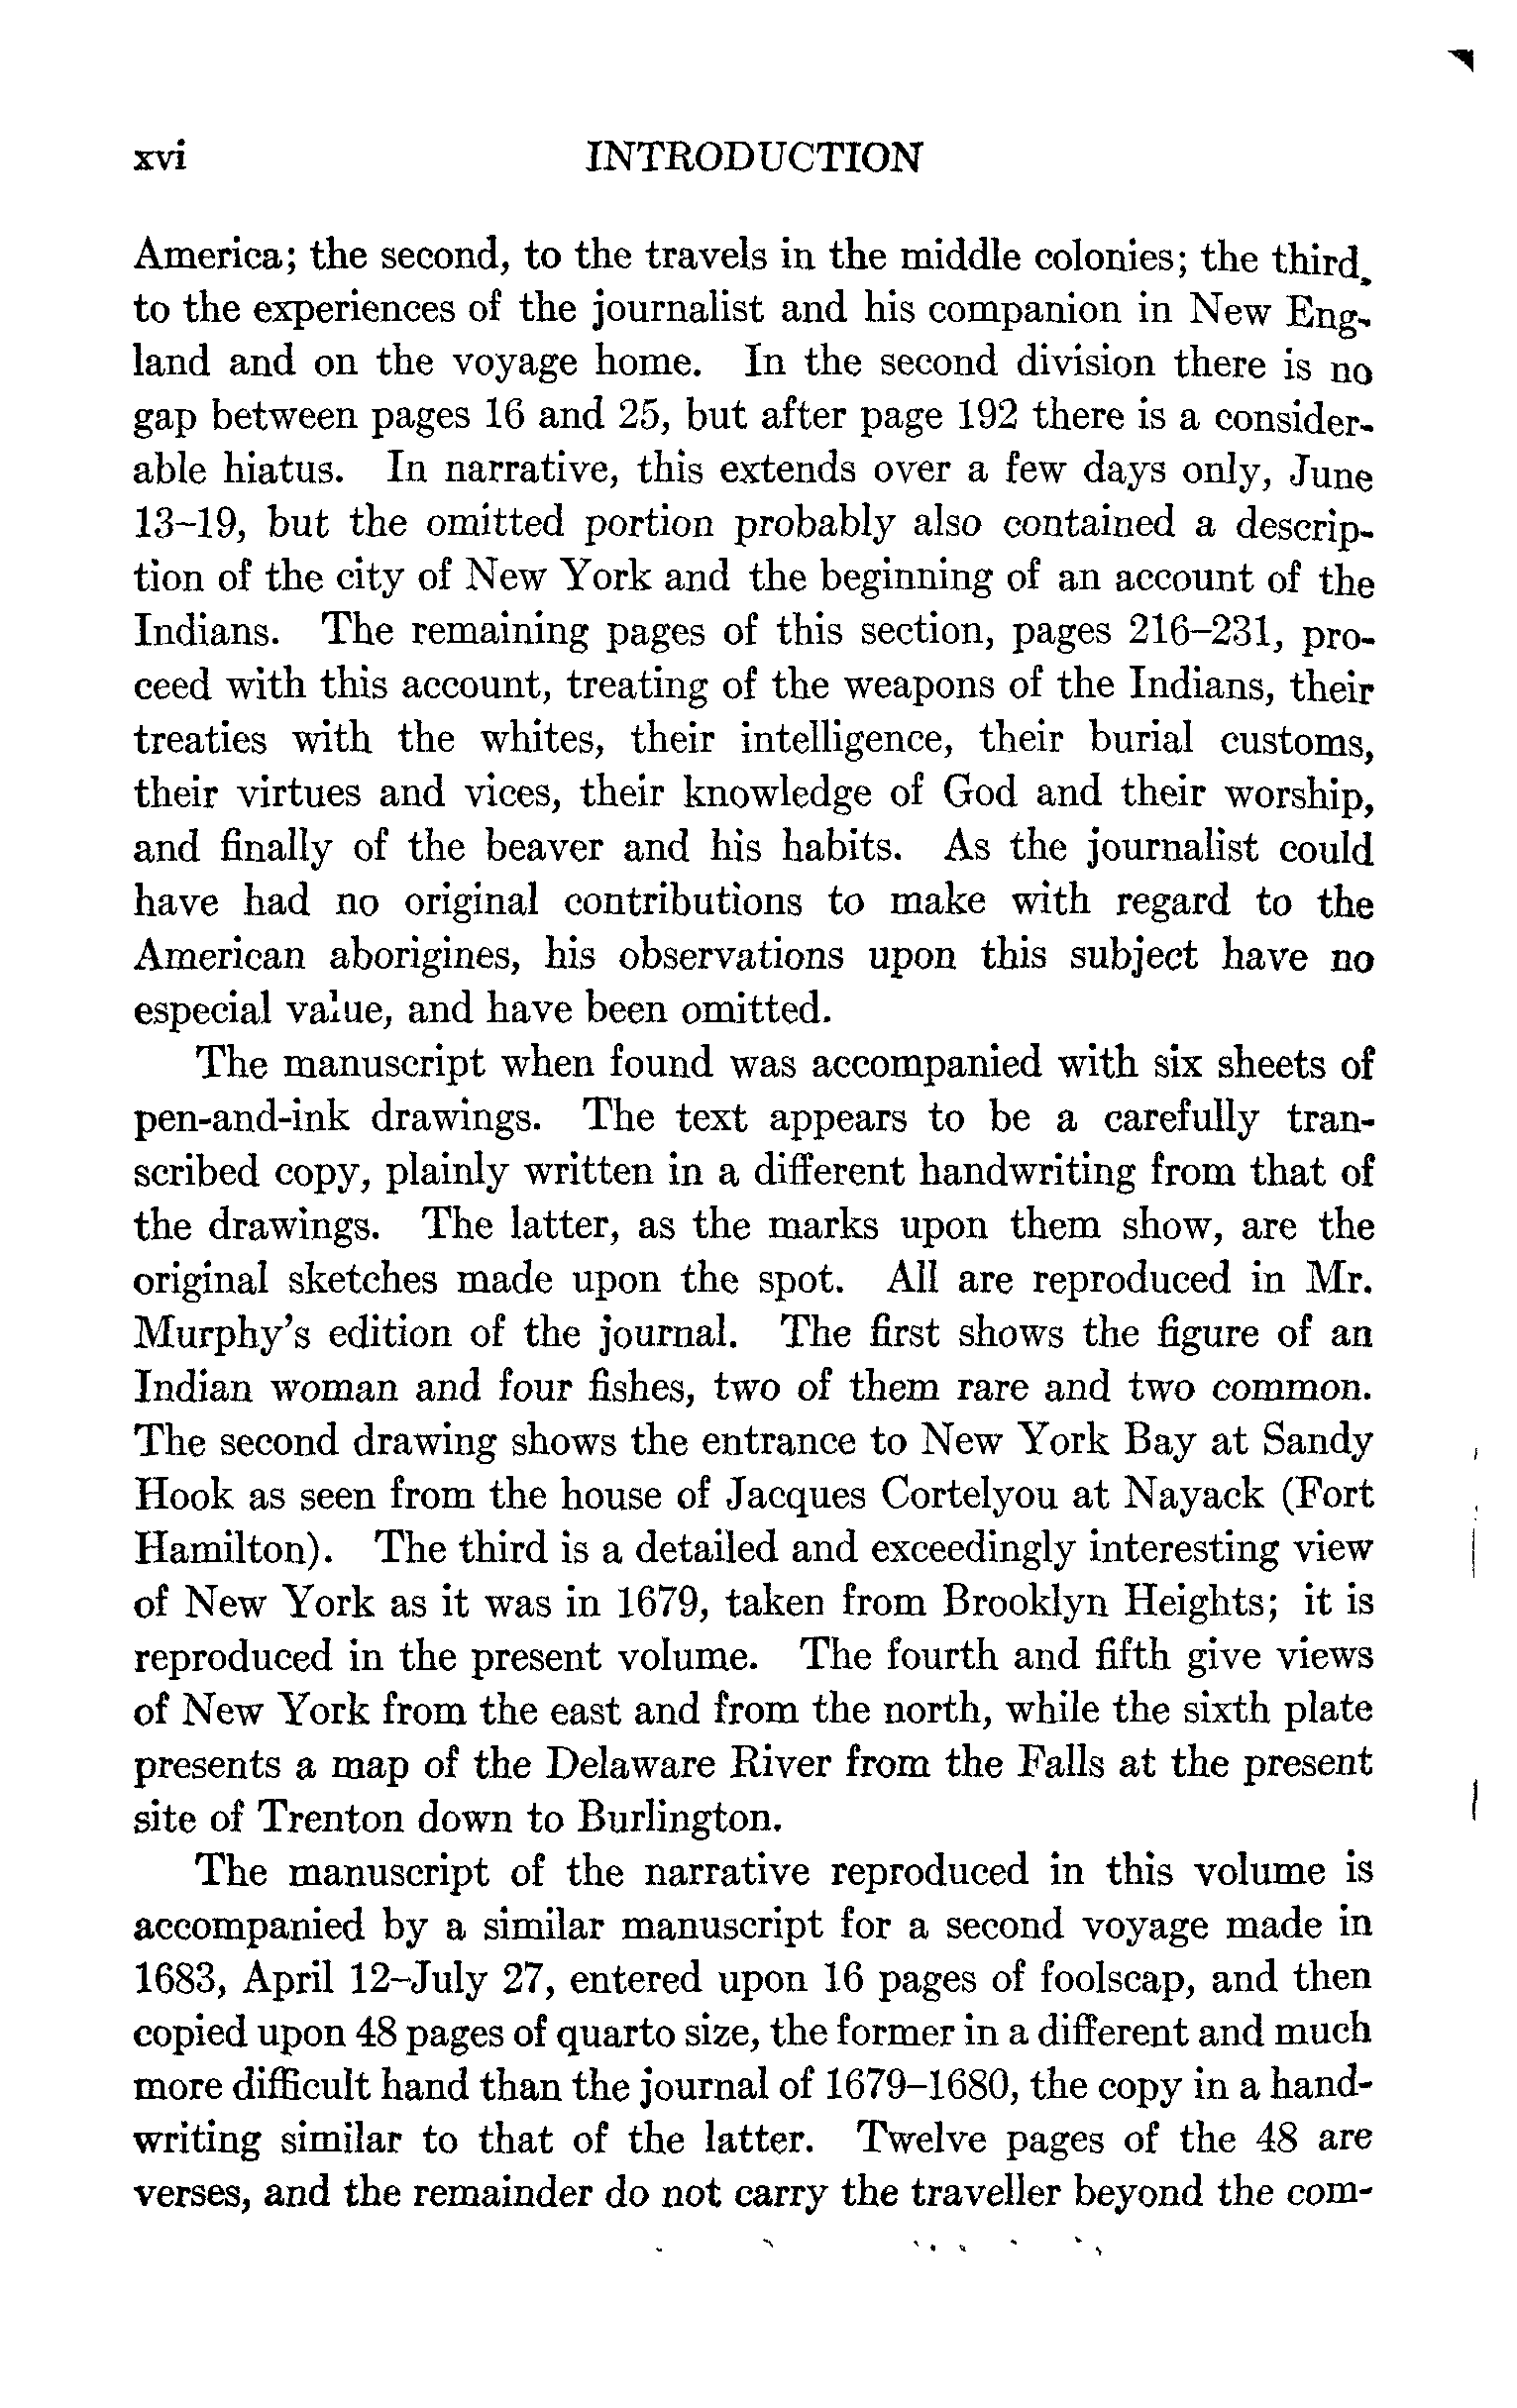 xvi INTRODUCTION
America; the second, to the travels in the middle colonies; the third,
to the experiences of the journalist and his companion in New Eng-
land and on the voyage home. In the second division there is no
gap between pages 16 and 25, but after page 192 there is a consider-
able hiatus. In narrative, this extends over a few days only, June
13–19, but the omitted portion probably also contained a descrip-
tion of the city of New York and the beginning of an account of the
Indians. The remaining pages of this section, pages 216–231, pro-
ceed with this account, treating of the weapons of the Indians, their
treaties with the whites, their intelligence, their burial customs,
their virtues and vices, their knowledge of God and their worship,
and finally of the beaver and his habits. As the journalist could
have had no original contributions to make with regard to the
American aborigines, his observations upon this subject have no
especial value, and have been omitted.
The manuscript when found was accompanied with six sheets of
pen-and-ink drawings. The text appears to be a carefully tran-
scribed copy, plainly written in a different handwriting from that of
the drawings. The latter, as the marks upon them show, are the
original sketches made upon the spot. All are reproduced in Mr.
Murphy's edition of the journal. The first shows the figure of an
Indian woman and four fishes, two of them rare and two common.
The second drawing shows the entrance to New York Bay at Sandy
Hook as seen from the house of Jacques Cortelyou at Nayack (Fort
Hamilton). The third is a detailed and exceedingly interesting view
of New York as it was in 1679, taken from Brooklyn Heights; it is
reproduced in the present volume. The fourth and fifth give views
of New York from the east and from the north, while the sixth plate
presents a map of the Delaware River from the Falls at the present
site of Trenton down to Burlington.
The manuscript of the narrative reproduced in this volume is
accompanied by a similar manuscript for a second voyage made in
1683, April 12–July 27, entered upon 16 pages of foolscap, and then
copied upon 48 pages of quarto size, the former in a different and much
more difficult hand than the journal of 1679–1680, the copy in a hand-
writing similar to that of the latter. Twelve pages of the 48 are
verses, and the remainder do not carry the traveller beyond the com-